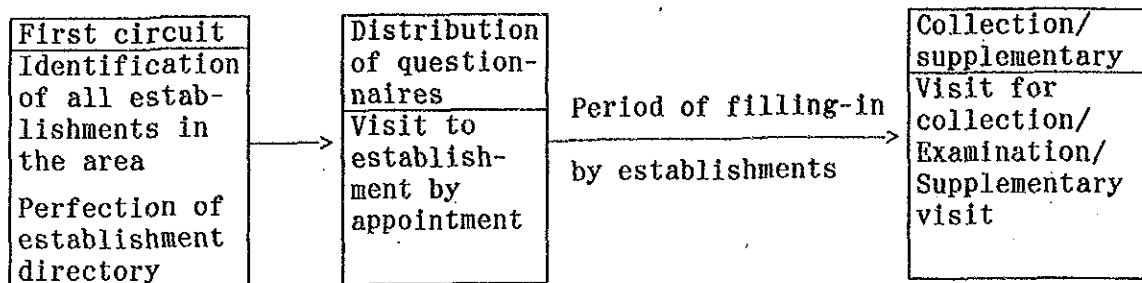 First circuit
Identification
of all estab-
lishments in
the area
Perfection of
establishment
directory
Distribution
of question-
naires
Visit to
establish-
ment by
appointment
Period of filling-in
by establishments
Collection/
supplementary
Visit for
collection/
Examination/
Supplementary
visit